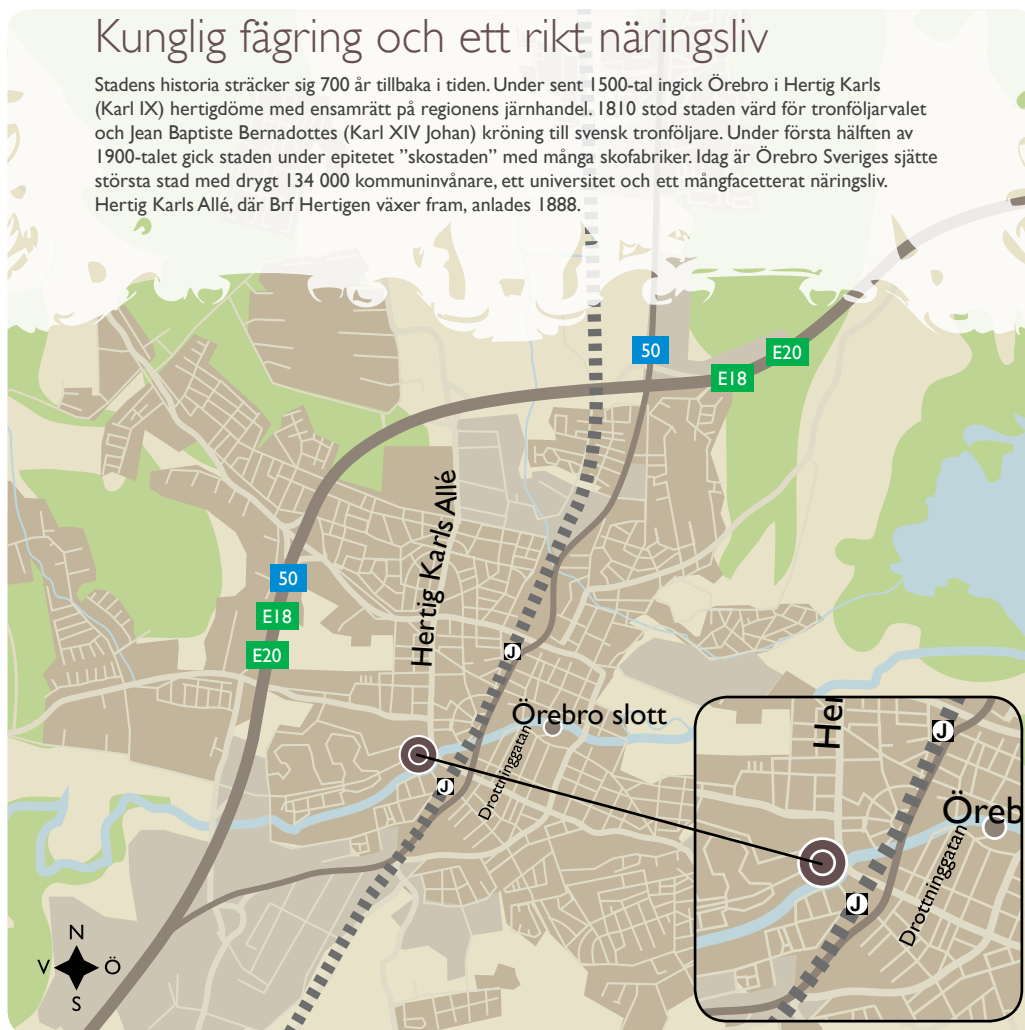 Kunglig fägring och ett rikt näringsliv
Stadens historia sträcker sig 700 år tillbaka i tiden. Under sent 1500-tal ingick Örebro i Hertig Karls
(Karl IX) hertigdöme med ensamrätt på regionens järnhandel. 1810 stod staden värd för tronföljarvalet
och Jean Baptiste Bernadottes (Karl XIV Johan) kröning till svensk tronföljare. Under första hälften av
1900-talet gick staden under epitetet ”skostaden” med många skofabriker. Idag är Örebro Sveriges sjätte
största stad med drygt 134 000 kommuninvånare, ett universitet och ett mångfacetterat näringsliv.
Hertig Karls Allé, där Brf Hertigen växer fram, anlades 1888.
50
E20
E18
Hertig Karls Allé
50
E18
E20
J
Örebro slott
Drottninggatan
J
Her
J
Öreb
Drottninggatan
J
N
V Ö
S